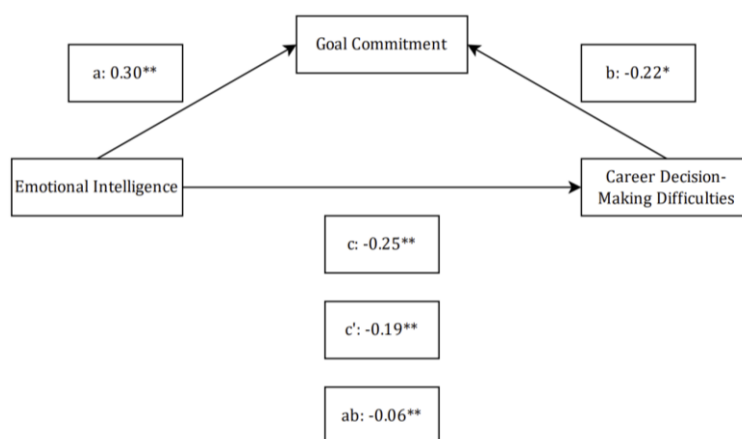 Goal Commitment
a: 0.30**
b: -0.22*
Emotional Intelligence
Career Decision-
Making Difficulties
c: -0.25**
c': -0.19**
ab: -0.06**